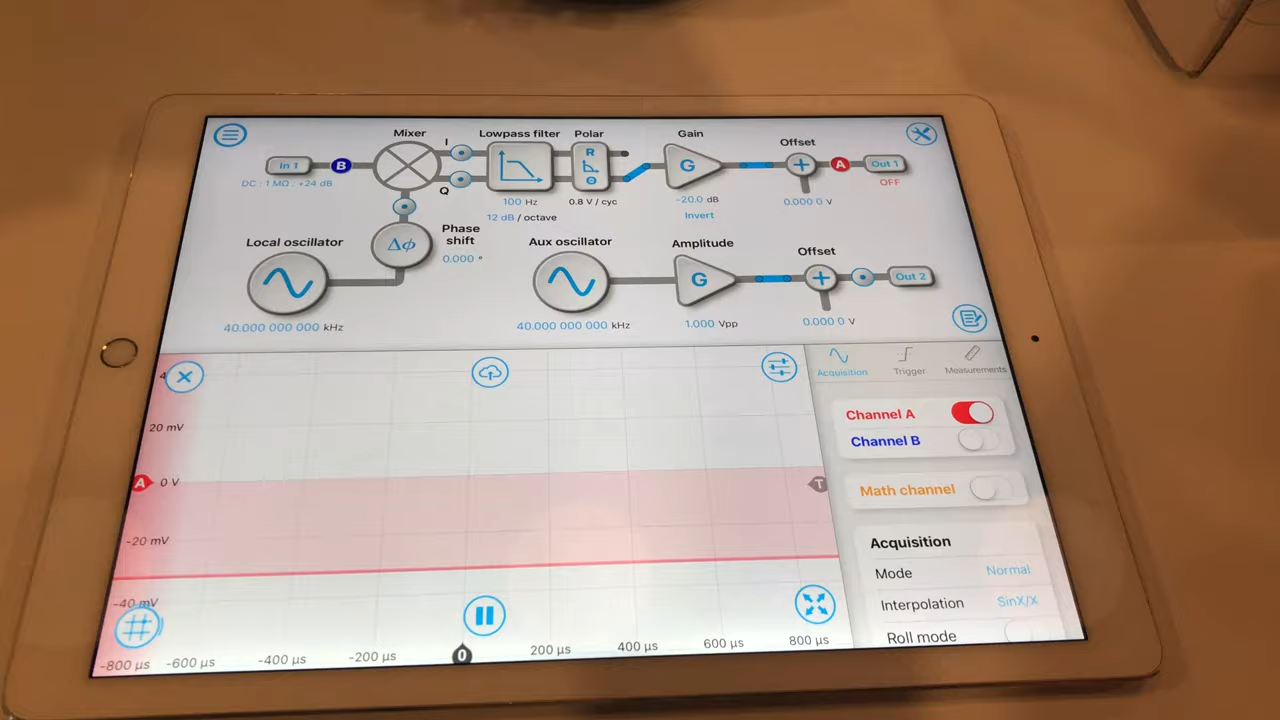 Mixer
Lowpass filter
Polar
Gain
Offset
I
In 1
B
R
Θ
G
A
Out 1
DC : 1 MΩ : +24 dB
Q
OFF
100 Hz
0.8 V / cyc
-20.0 dB
0.000 0 V
12 dB / octave
Invert
Local oscillator
Δϕ
Phase
shift
0.000 °
Aux oscillator
Amplitude
Offset
G
Out 2
40.000 000 000 kHz
40.000 000 000 kHz
1.000 Vpp
0.000 0 V
Acquisition
Trigger
Measurements
4
20 mV
A
0 V
T
-20 mV
-40 mV
0
-800 µs
-600 µs
-400 µs
-200 µs
200 µs
400 µs
600 µs
800 µs
Channel A
Channel B
Math channel
Acquisition
Mode
Normal
Interpolation
SinX/X
Roll mode